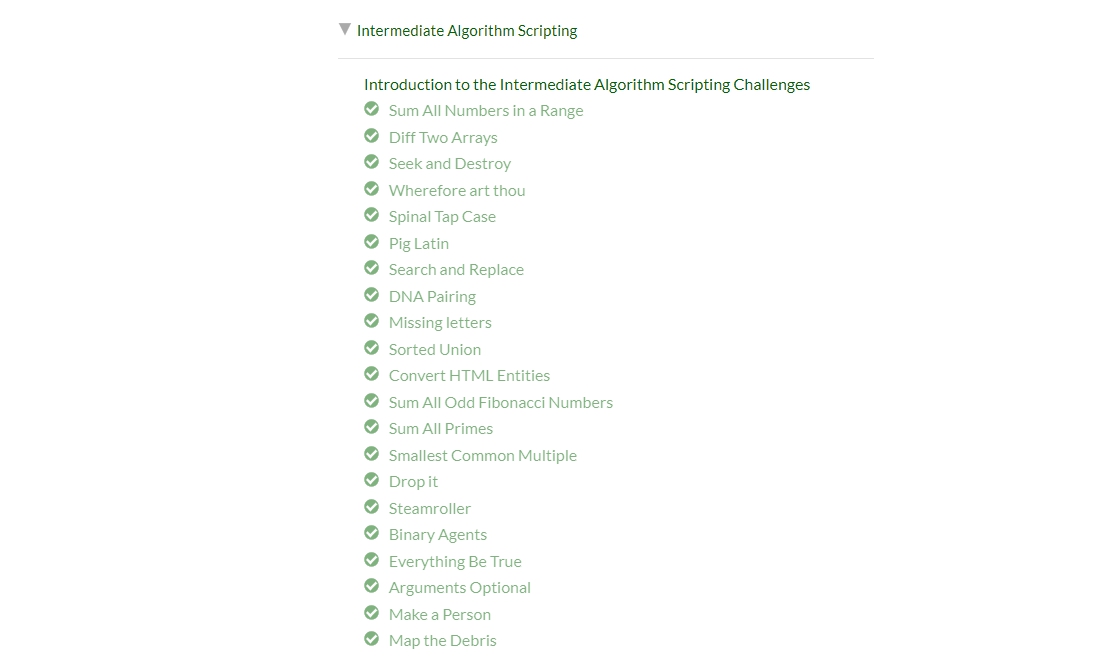 Intermediate Algorithm Scripting
Introduction to the Intermediate Algorithm Scripting Challenges
Sum All Numbers in a Range
Diff Two Arrays
Seek and Destroy
Wherefore art thou
Spinal Tap Case
Pig Latin
Search and Replace
DNA Pairing
Missing letters
Sorted Union
Convert HTML Entities
Sum All Odd Fibonacci Numbers
Sum All Primes
Smallest Common Multiple
Drop it
Steamroller
Binary Agents
Everything Be True
Arguments Optional
Make a Person
Map the Debris